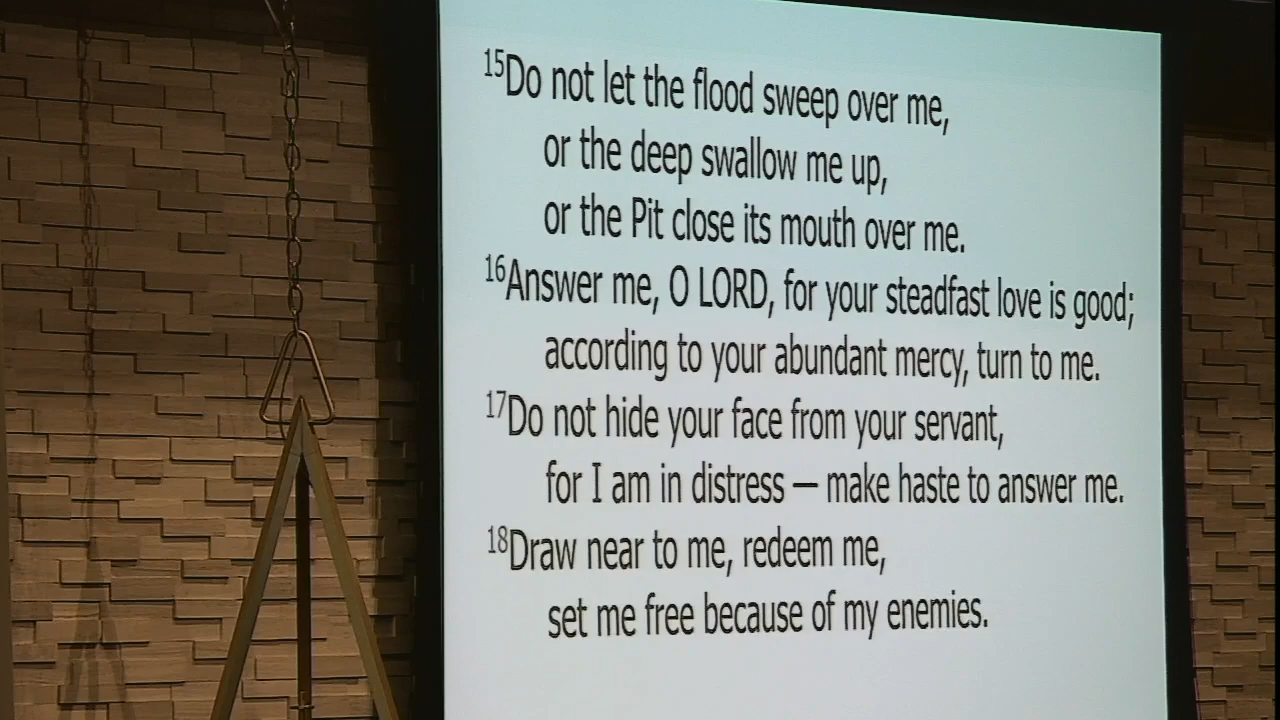 15Do not let the flood sweep over me,
or the deep swallow me up,
or the Pit close its mouth over me.
16Answer me, O LORD, for your steadfast love is good;
according to your abundant mercy, turn to me.
17Do not hide your face from your servant,
for I am in distress — make haste to answer me.
18Draw near to me, redeem me,
set me free because of my enemies.